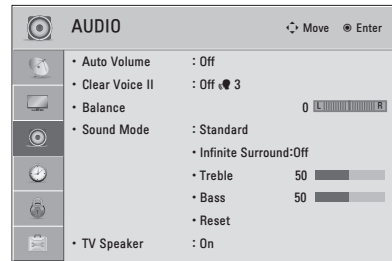 AUDIO Move Enter
• Auto Volume : Off
• Clear Voice II : Off 3
• Balance 0 L R
• Sound Mode : Standard
• Infinite Surround:Off
• Treble 50
• Bass 50
• Reset
• TV Speaker : On